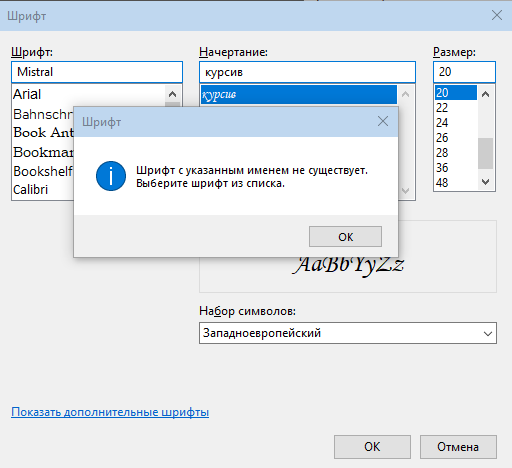 Шрифт
Шрифт:
Начертание:
Размер:
Mistral
курсив
20
Arial
Bahnschr
Book Ant
Bookmar
Bookshelf
Calibri
курсив
20
22
24
26
28
36
48
Шрифт
Шрифт с указанным именем не существует.
Выберите шрифт из списка.
ОК
AaBbYyZz
Набор символов:
Западноевропейский
Показать дополнительные шрифты
ОК
Отмена